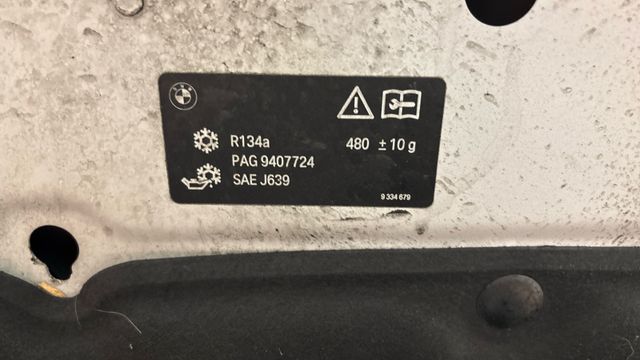 R134a 480 ±10 g
PAG 9407724
SAE J639
9 334 679